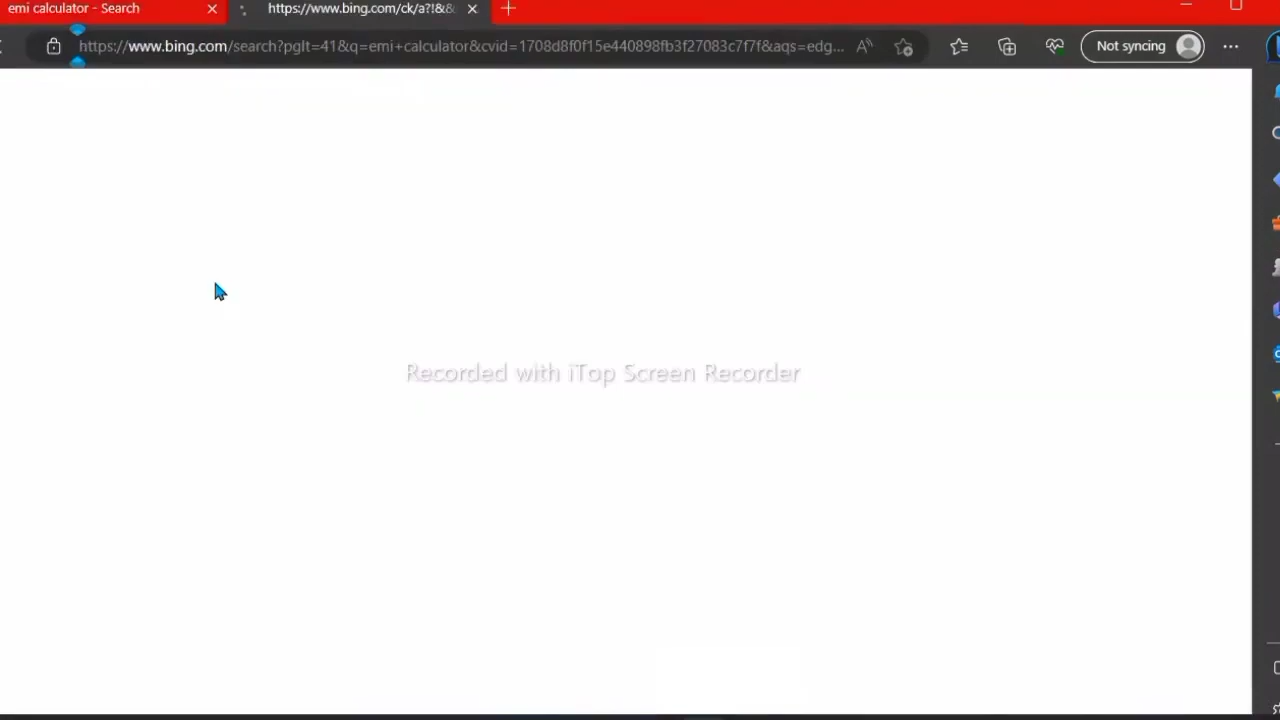 emi calculator - Search
https://www.bing.com/ck/a?!&&
https://www.bing.com/search?pglt=41&q=emi+calculator&cvid=1708d8f0f15e440898fb3f27083c7f7f&aqs=edg...
Not syncing
Recorded with iTop Screen Recorder